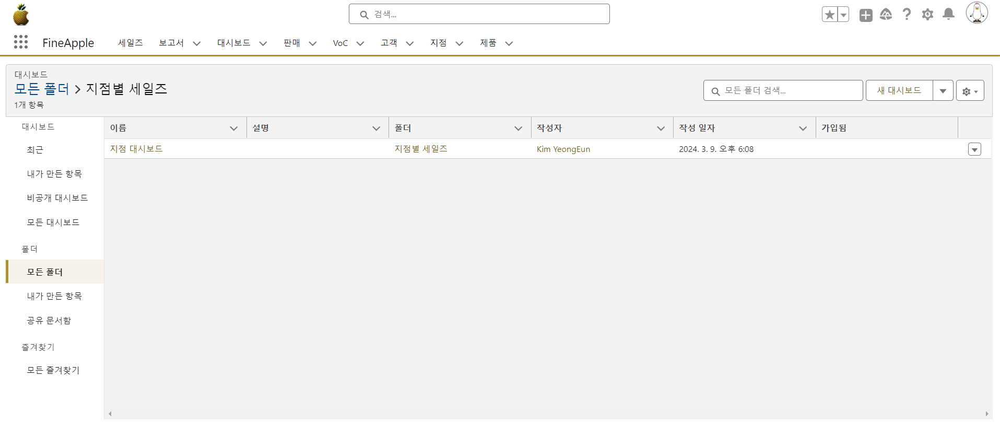 검색...
FineApple 세일즈 보고서 대시보드 판매 VoC 고객 지점 제품
대시보드
모든 폴더 > 지점별 세일즈
1개 항목
모든 폴더 검색... 새 대시보드
대시보드
최근
내가 만든 항목
비공개 대시보드
모든 대시보드
폴더
모든 폴더
내가 만든 항목
공유 문서함
즐겨찾기
모든 즐겨찾기
이름 설명 폴더 작성자 작성 일자 가입됨
지점 대시보드 지점별 세일즈 Kim YeongEun 2024. 3. 9. 오후 6:08